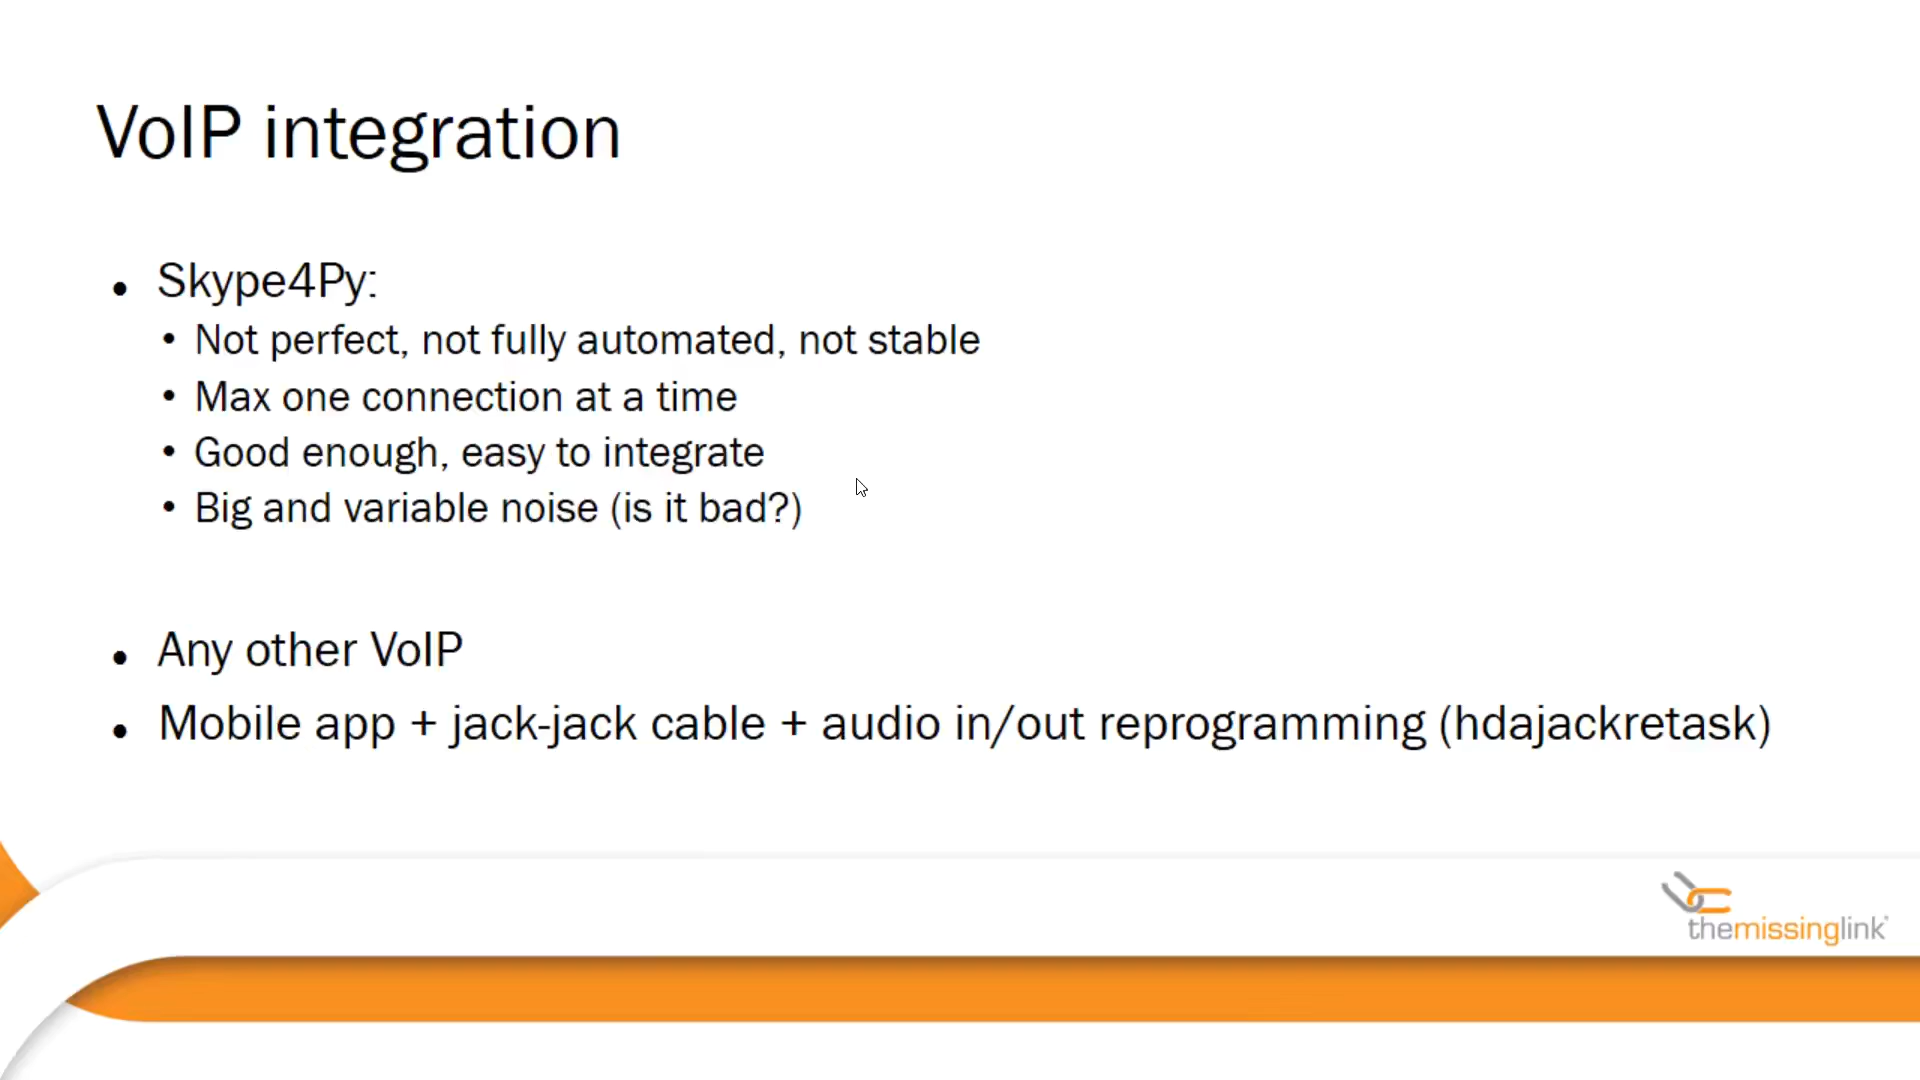 VoIP integration
• Skype4Py:
• Not perfect, not fully automated, not stable
• Max one connection at a time
• Good enough, easy to integrate
• Big and variable noise (is it bad?)
• Any other VoIP
• Mobile app + jack-jack cable + audio in/out reprogramming (hdajackretask)
themissinglink